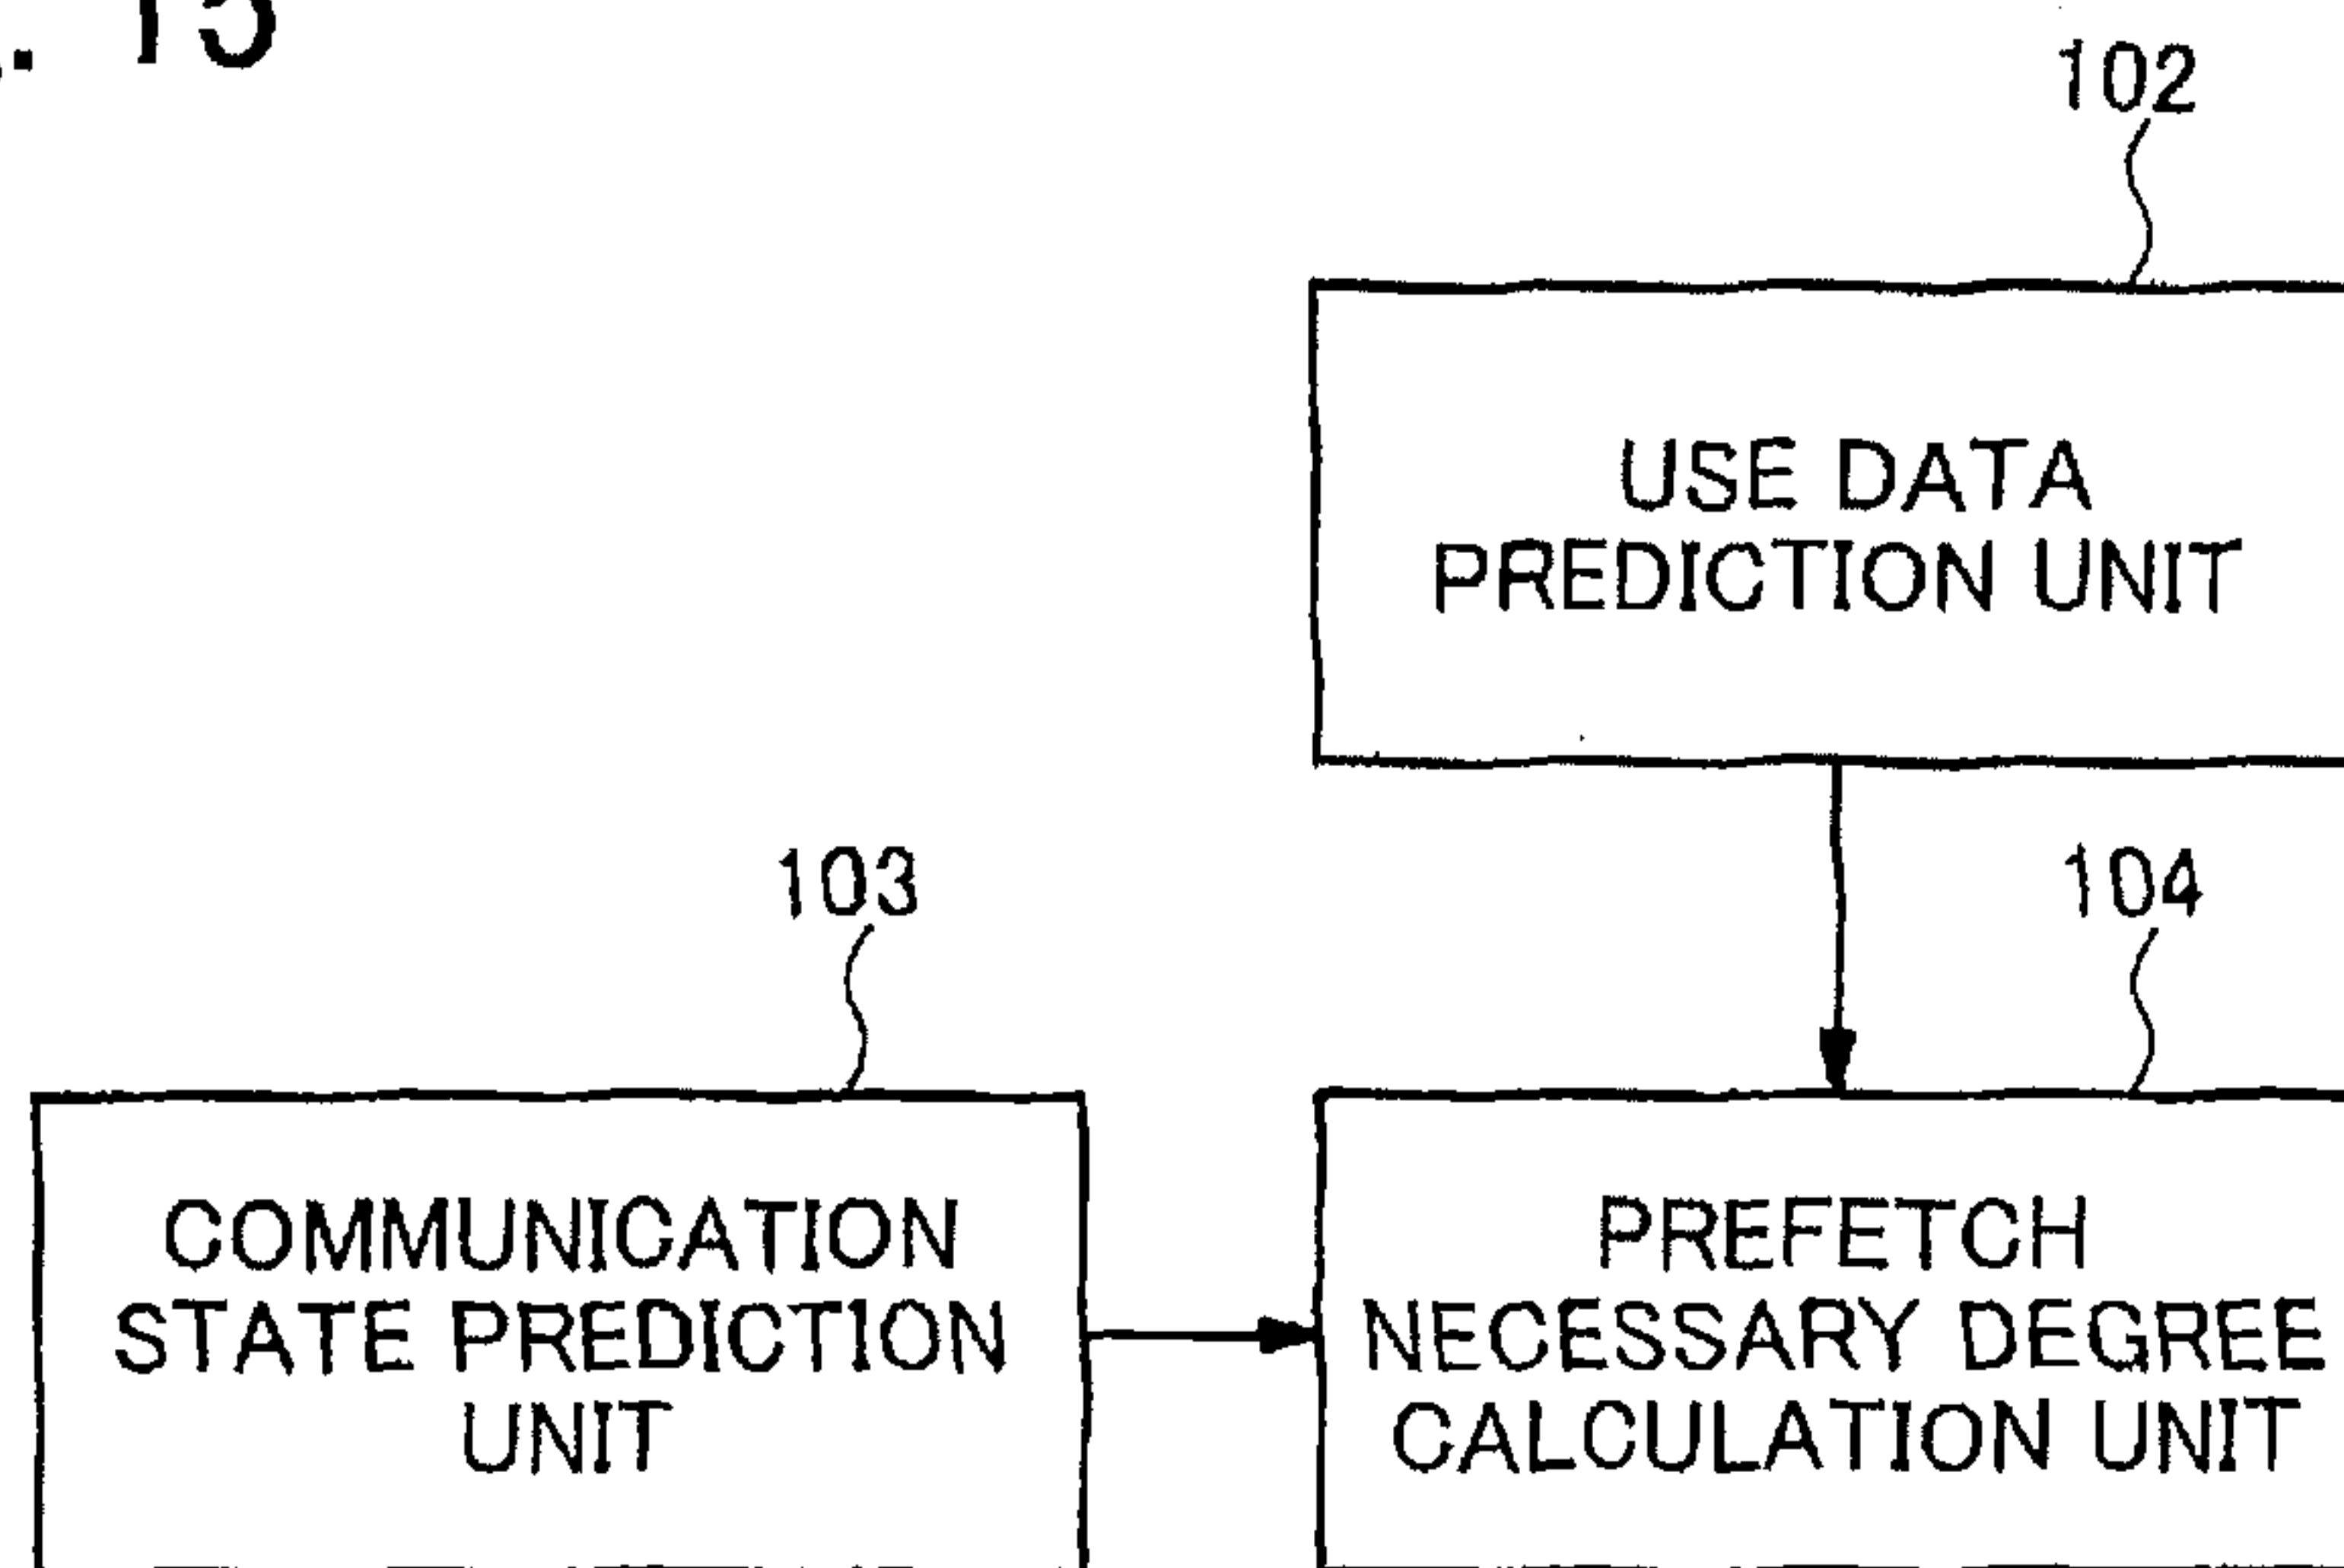 102
USE DATA
PREDICTION UNIT
103
104
COMMUNICATION
STATE PREDICTION
UNIT
PREFETCH
NECESSARY DEGREE
CALCULATION UNIT